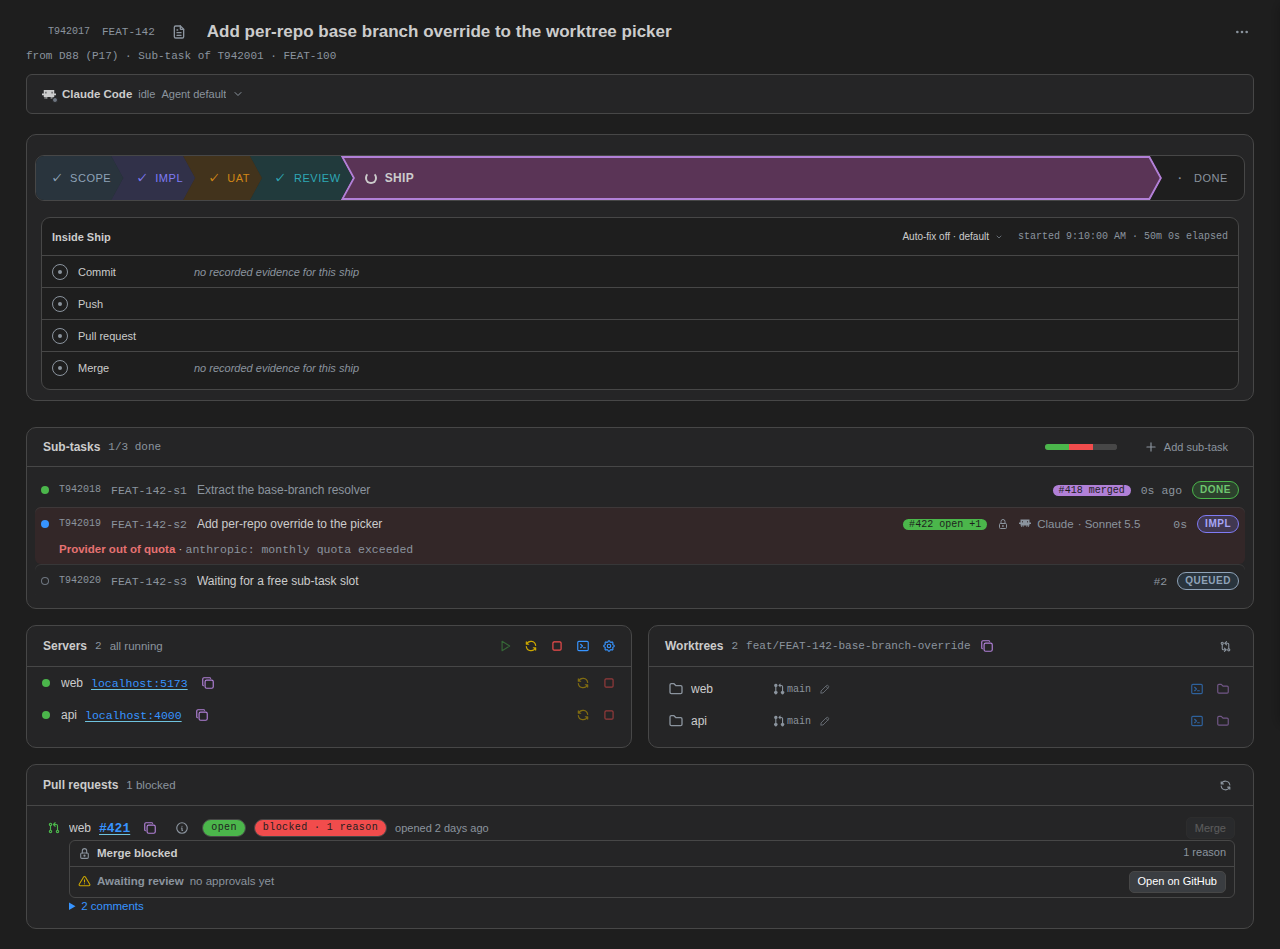 T942017 FEAT-142 Add per-repo base branch override to the worktree picker
from D88 (P17) · Sub-task of T942001 · FEAT-100
Claude Code idle Agent default
SCOPE IMPL UAT REVIEW SHIP · DONE
Inside Ship Auto-fix off · default started 9:10:00 AM · 50m 0s elapsed
Commit no recorded evidence for this ship
Push
Pull request
Merge no recorded evidence for this ship
Sub-tasks 1/3 done Add sub-task
T942018 FEAT-142-s1 Extract the base-branch resolver #418 merged 0s ago DONE
T942019 FEAT-142-s2 Add per-repo override to the picker #422 open +1 Claude · Sonnet 5.5 0s IMPL
Provider out of quota · anthropic: monthly quota exceeded
T942020 FEAT-142-s3 Waiting for a free sub-task slot #2 QUEUED
Servers 2 all running
web localhost:5173
api localhost:4000
Worktrees 2 feat/FEAT-142-base-branch-override
web main
api main
Pull requests 1 blocked
web #421 open blocked · 1 reason opened 2 days ago Merge
Merge blocked 1 reason
Awaiting review no approvals yet Open on GitHub
2 comments